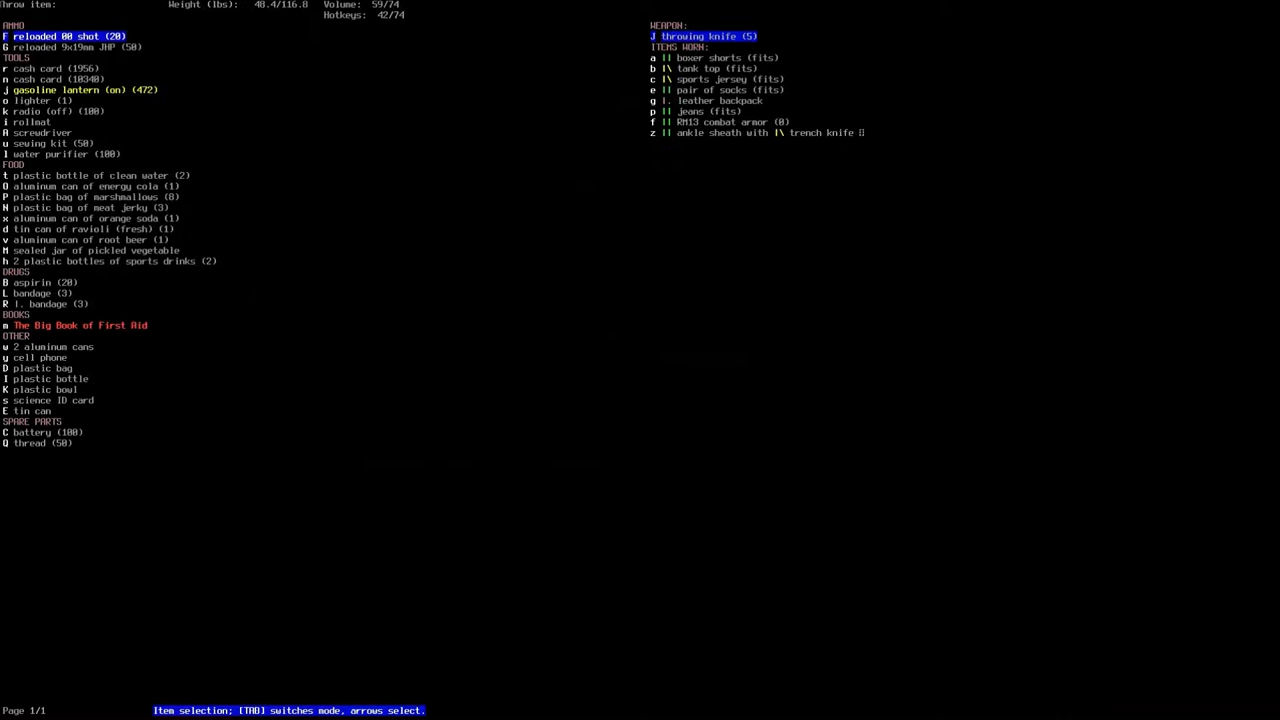 Throw item: Weight (lbs): 48.4/116.8 Volume: 59/74
Hotkeys: 42/74
AMMO
F reloaded 00 shot (20)
G reloaded 9x19mm JHP (50)
TOOLS
r cash card (1956)
n cash card (10340)
j gasoline lantern (on) (472)
o lighter (1)
k radio (off) (100)
i rollmat
A screwdriver
u sewing kit (50)
l water purifier (100)
FOOD
t plastic bottle of clean water (2)
O aluminum can of energy cola (1)
P plastic bag of marshmallows (8)
N plastic bag of meat jerky (3)
x aluminum can of orange soda (1)
d tin can of ravioli (fresh) (1)
v aluminum can of root beer (1)
M sealed jar of pickled vegetable
h 2 plastic bottles of sports drinks (2)
DRUGS
B aspirin (20)
L bandage (3)
R |. bandage (3)
BOOKS
m The Big Book of First Aid
OTHER
w 2 aluminum cans
y cell phone
D plastic bag
I plastic bottle
K plastic bowl
s science ID card
E tin can
SPARE PARTS
C battery (100)
Q thread (50)
WEAPON:
J throwing knife (5)
ITEMS WORN:
a || boxer shorts (fits)
b |\ tank top (fits)
c |\ sports jersey (fits)
e || pair of socks (fits)
g |. leather backpack
p || jeans (fits)
f || RM13 combat armor (0)
z || ankle sheath with |\ trench knife
Page 1/1 Item selection; [TAB] switches mode, arrows select.